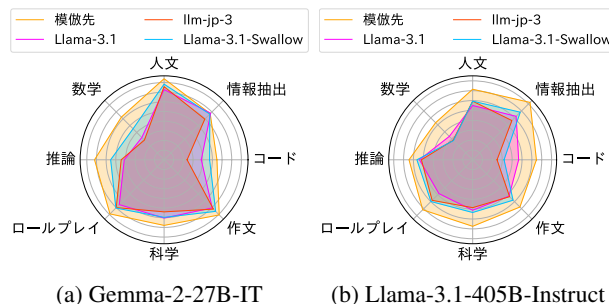 模倣先
Llama-3.1
llm-jp-3
Llama-3.1-Swallow
人文
情報抽出
コード
作文
科学
ロールプレイ
推論
数学
(a) Gemma-2-27B-IT
模倣先
Llama-3.1
llm-jp-3
Llama-3.1-Swallow
人文
情報抽出
コード
作文
科学
ロールプレイ
推論
数学
(b) Llama-3.1-405B-Instruct